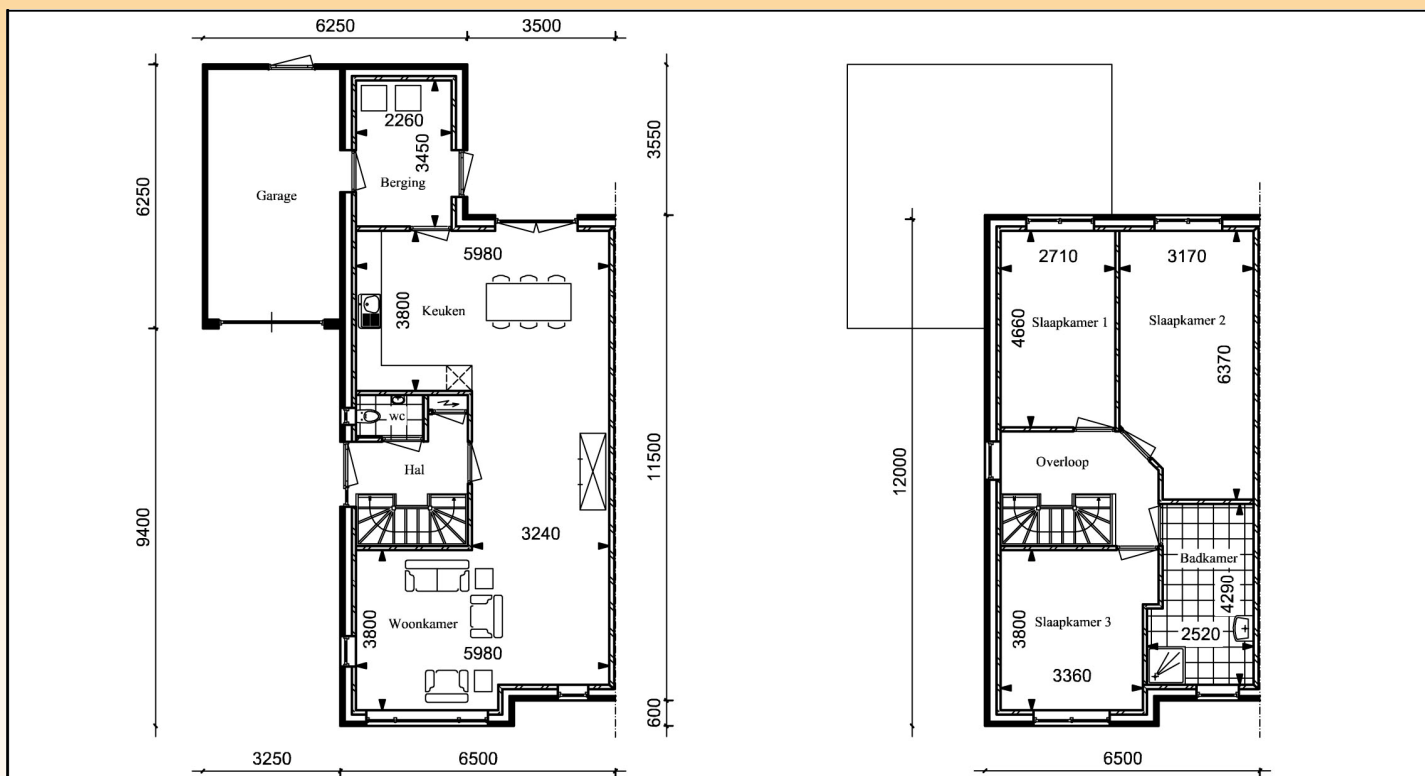 6250 3500
2260
3450
Berging
Garage
6250
3550
5980
3800
Keuken
wc
Hal
11500
9400
3240
Woonkamer
3800
5980
600
3250 6500
2710 3170
Slaapkamer 1 Slaapkamer 2
4660
6370
12000
Overloop
Badkamer
4290
Slaapkamer 3
3800
2520
3360
6500